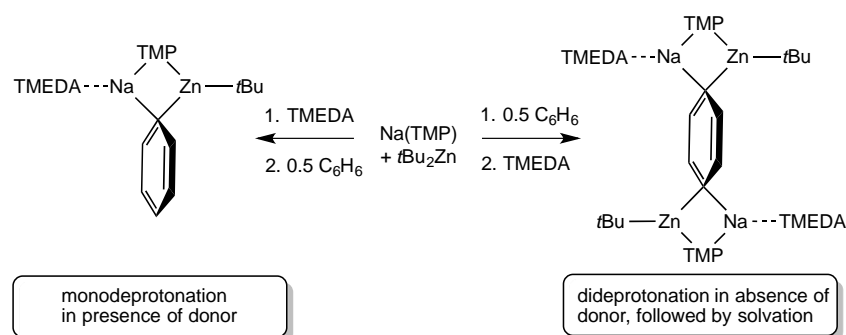 TMP
TMEDA---Na Zn tBu
1. TMEDA
2. 0.5 C6H6
Na(TMP)
+ tBu2Zn
1. 0.5 C6H6
2. TMEDA
TMP
TMEDA---Na Zn tBu
tBu Zn Na---TMEDA
TMP
monodeprotonation
in presence of donor
dideprotonation in absence of
donor, followed by solvation